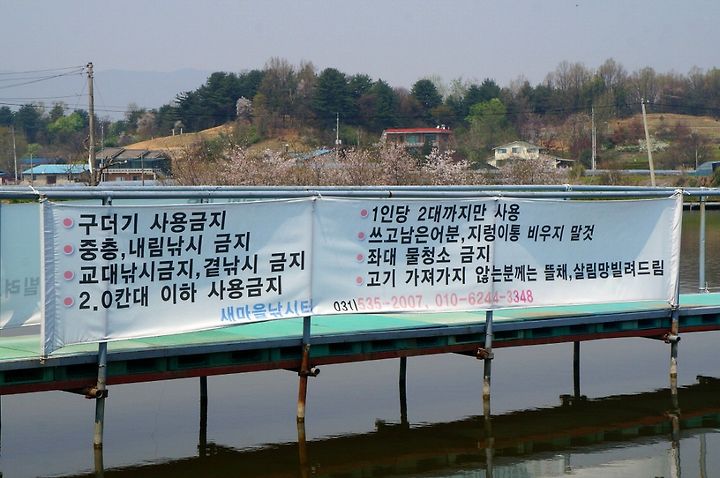 구더기 사용금지
중층,내림낚시 금지
교대낚시금지,곁낚시 금지
2.0칸대 이하 사용금지
새마을낚시터
1인당 2대까지만 사용
쓰고남은어분,지렁이통 비우지 말것
좌대 물청소 금지
고기 가져가지 않는분께는 뜰채,살림망빌려드림
031)535-2007, 010-6244-3348